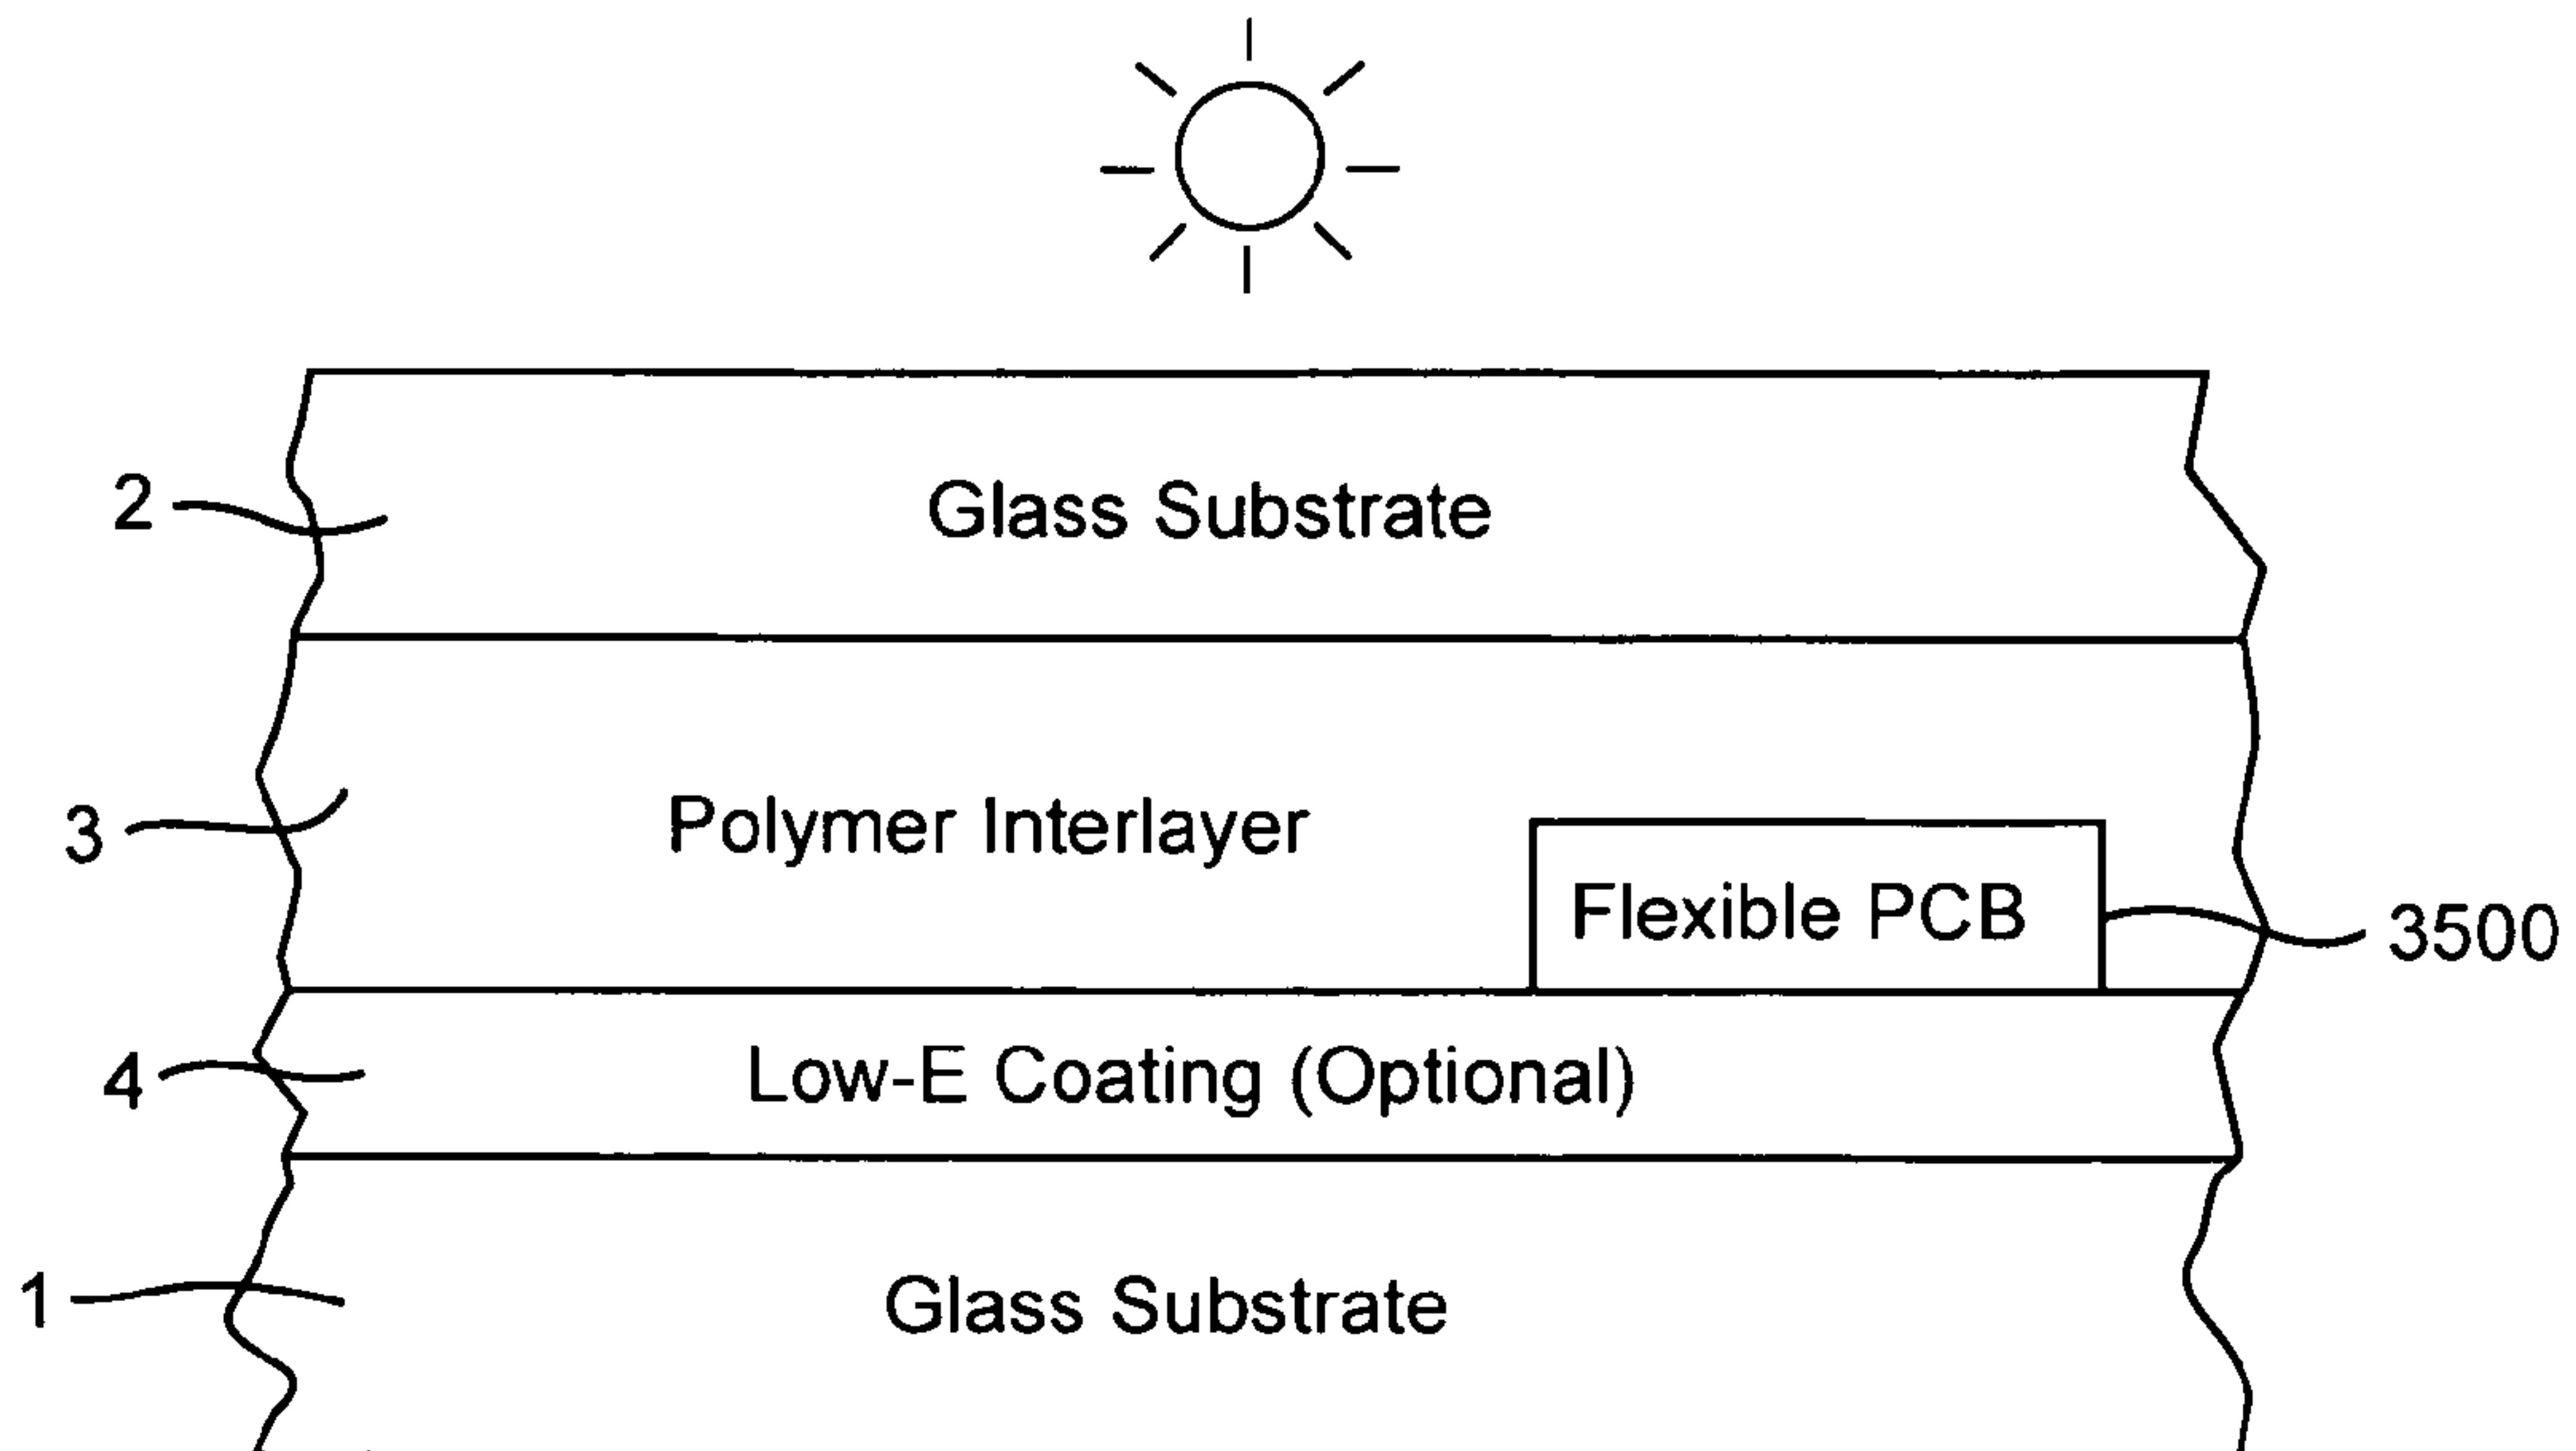 2
Glass Substrate
3
Polymer Interlayer
Flexible PCB
3500
4
Low-E Coating (Optional)
1
Glass Substrate